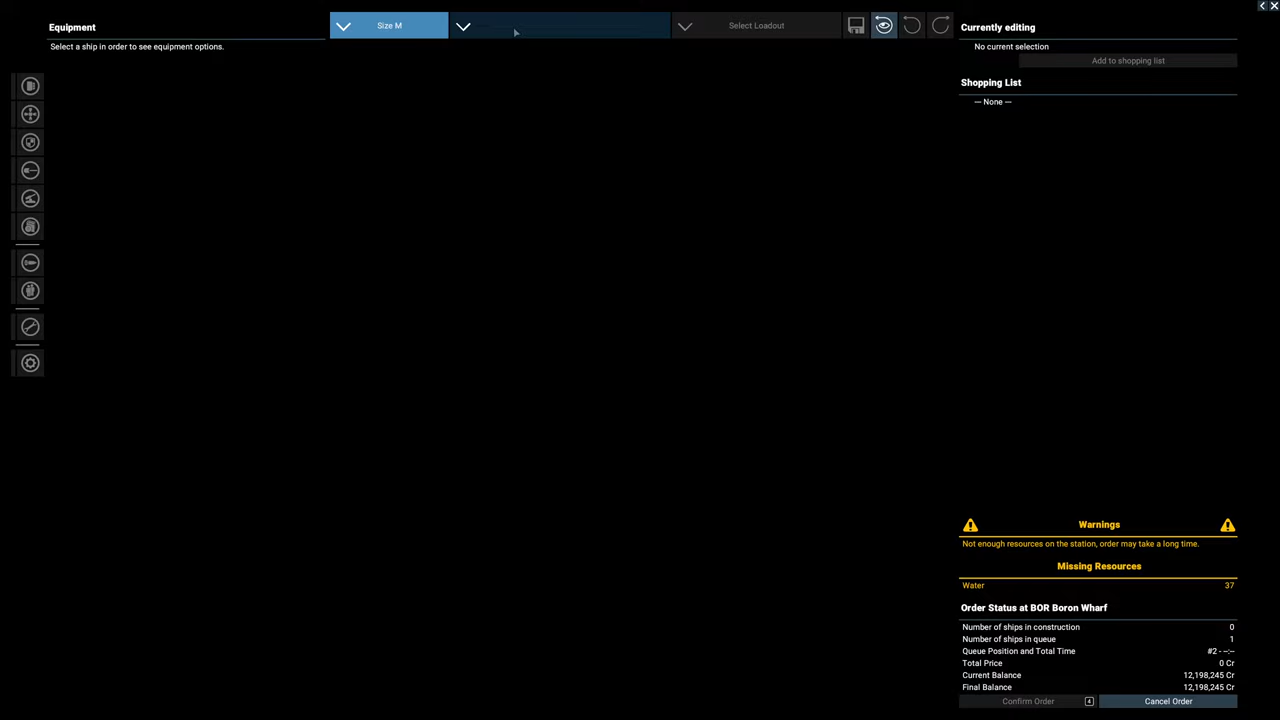 Equipment
Size M
Select Loadout
Currently editing
Select a ship in order to see equipment options.
No current selection
Add to shopping list
Shopping List
— None —
Warnings
Not enough resources on the station, order may take a long time.
Missing Resources
Water 37
Order Status at BOR Boron Wharf
Number of ships in construction 0
Number of ships in queue 1
Queue Position and Total Time #2 - --:--
Total Price 0 Cr
Current Balance 12,198,245 Cr
Final Balance 12,198,245 Cr
Confirm Order 4
Cancel Order